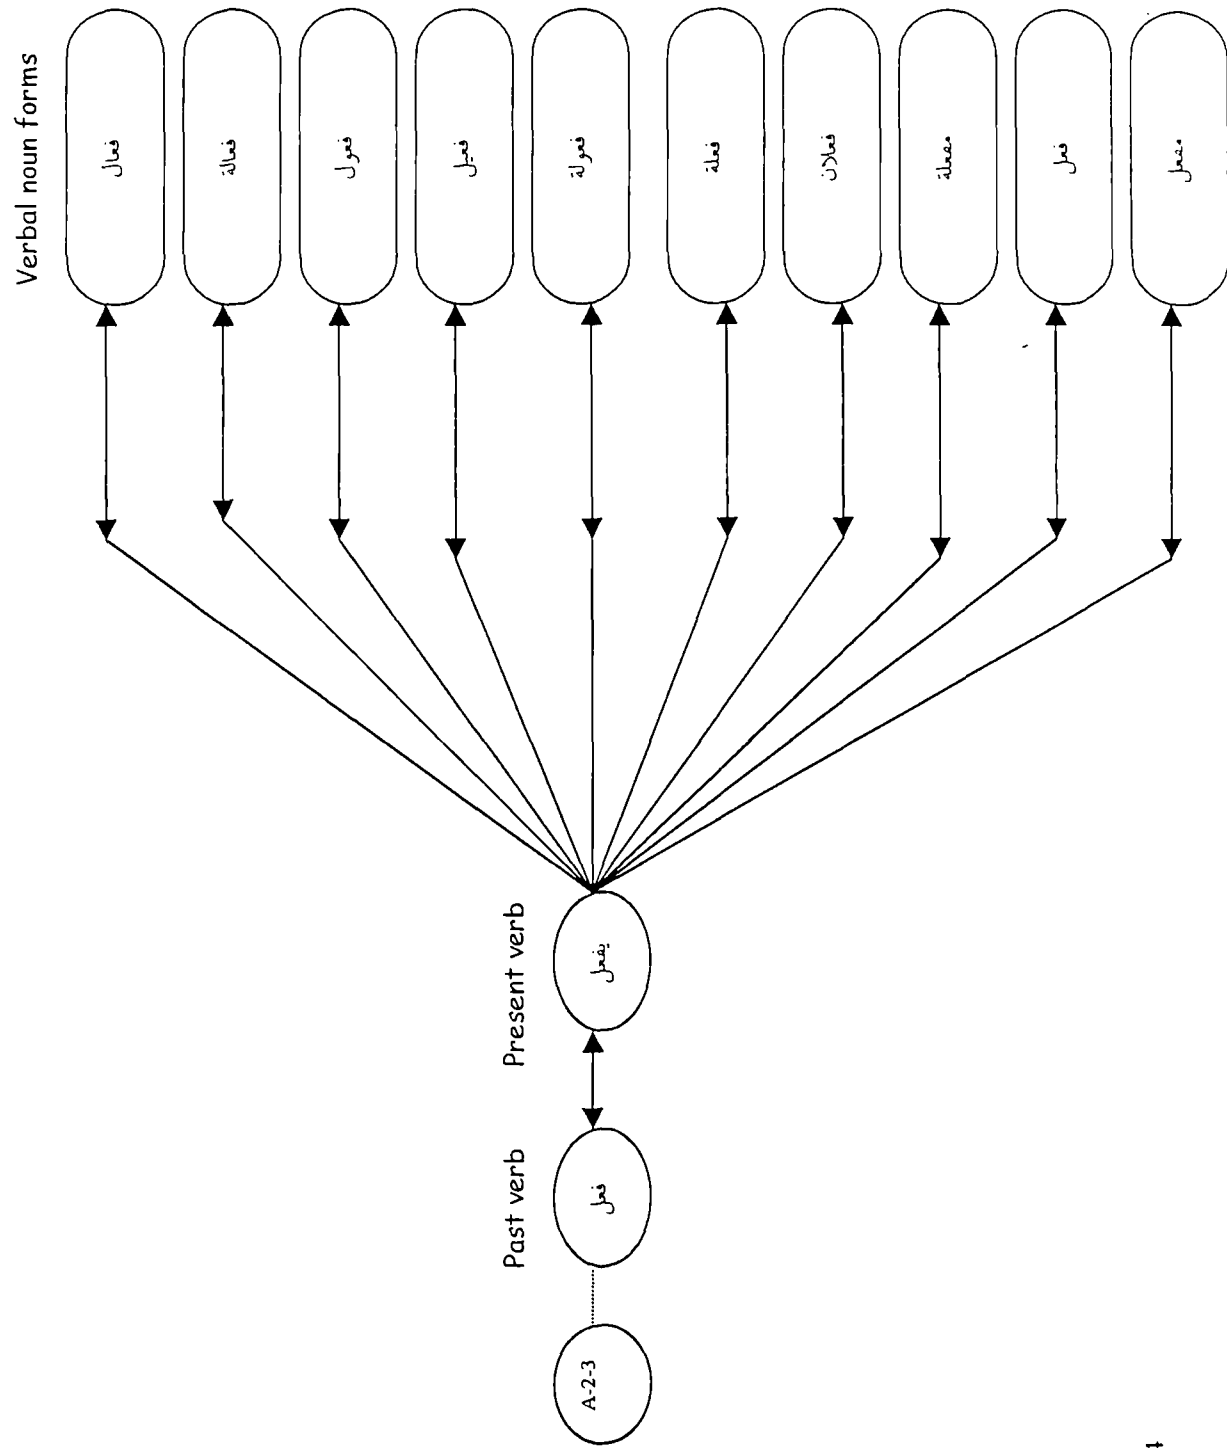 Verbal noun forms
فعال
فعالة
فعول
فعيل
فعولة
فعلة
فعلان
مفعلة
فعل
مفعل
Present verb
يفعل
Past verb
فعل
A-2-3